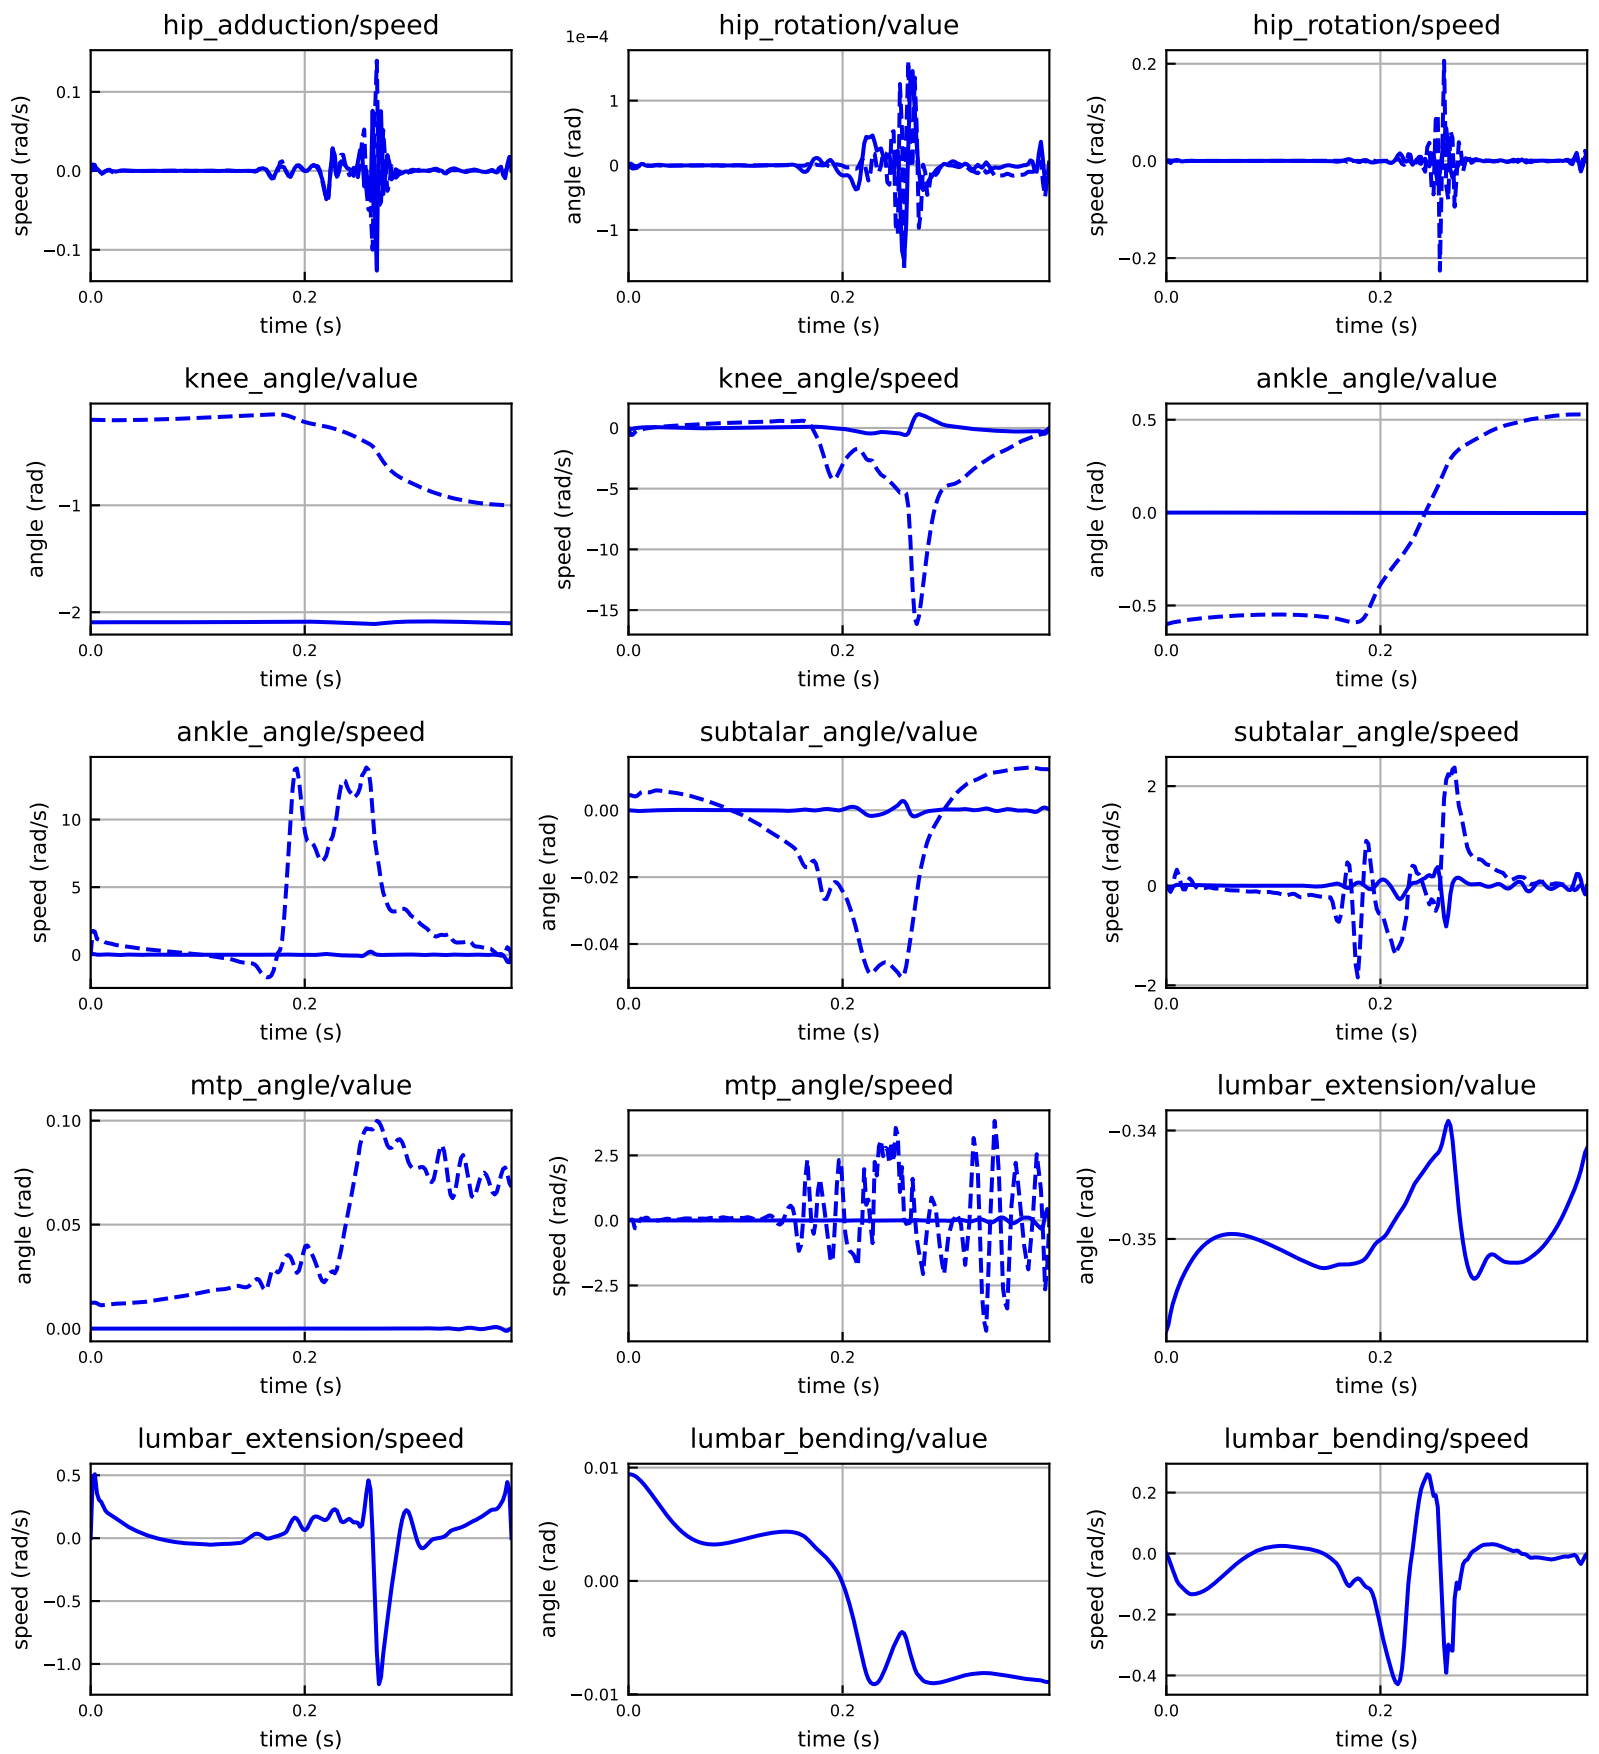 hip_adduction/speed
speed (rad/s)
0.1
0.0
−0.1
0.0
0.2
time (s)
hip_rotation/value
1e−4
angle (rad)
1
0
−1
0.0
0.2
time (s)
hip_rotation/speed
speed (rad/s)
0.2
0.0
−0.2
0.0
0.2
time (s)
knee_angle/value
angle (rad)
−1
−2
0.0
0.2
time (s)
knee_angle/speed
speed (rad/s)
0
−5
−10
−15
0.0
0.2
time (s)
ankle_angle/value
angle (rad)
0.5
0.0
−0.5
0.0
0.2
time (s)
ankle_angle/speed
speed (rad/s)
10
5
0
0.0
0.2
time (s)
subtalar_angle/value
angle (rad)
0.00
−0.02
−0.04
0.0
0.2
time (s)
subtalar_angle/speed
speed (rad/s)
2
0
−2
0.0
0.2
time (s)
mtp_angle/value
angle (rad)
0.10
0.05
0.00
0.0
0.2
time (s)
mtp_angle/speed
speed (rad/s)
2.5
0.0
−2.5
0.0
0.2
time (s)
lumbar_extension/value
angle (rad)
−0.34
−0.35
0.0
0.2
time (s)
lumbar_extension/speed
speed (rad/s)
0.5
0.0
−0.5
−1.0
0.0
0.2
time (s)
lumbar_bending/value
angle (rad)
0.01
0.00
−0.01
0.0
0.2
time (s)
lumbar_bending/speed
speed (rad/s)
0.2
0.0
−0.2
−0.4
0.0
0.2
time (s)